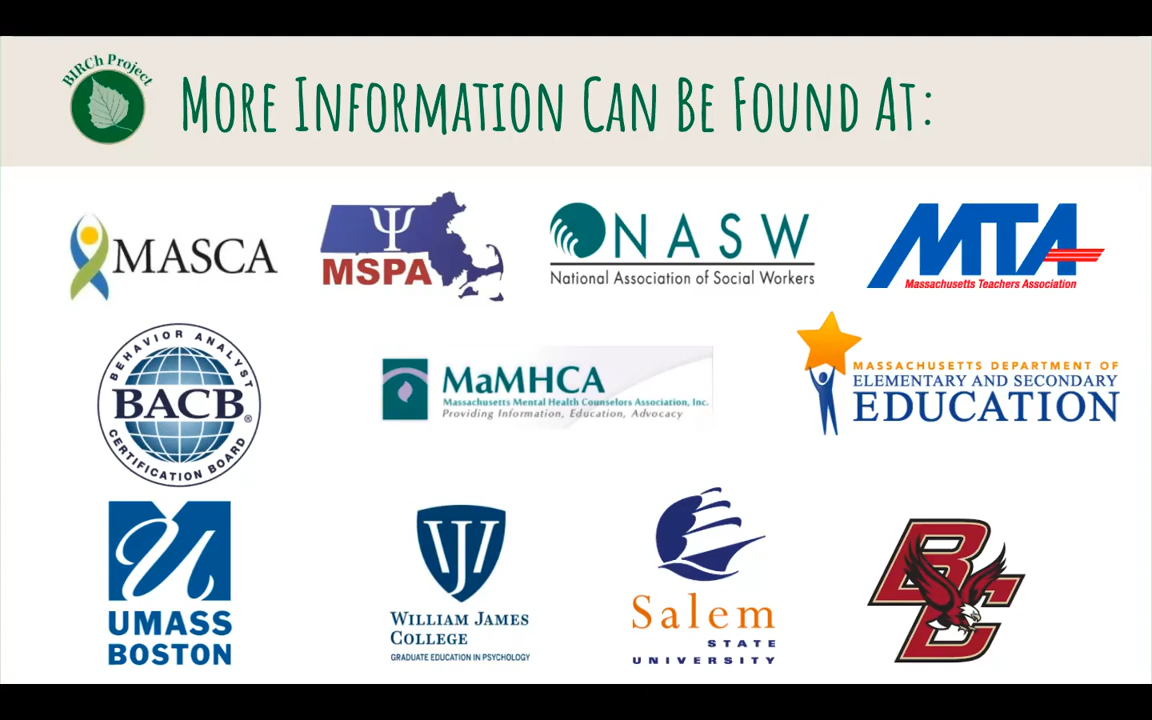 BIRCh Project
More Information Can Be Found At:
MASCA
Ψ
MSPA
NASW
National Association of Social Workers
MTA
Massachusetts Teachers Association
BEHAVIOR ANALYST
BACB®
CERTIFICATION BOARD
MaMHCA
Massachusetts Mental Health Counselors Association, Inc.
Providing Information, Education, Advocacy
MASSACHUSETTS DEPARTMENT OF
ELEMENTARY AND SECONDARY
EDUCATION
U
UMASS
BOSTON
WJ
WILLIAM JAMES
COLLEGE
GRADUATE EDUCATION IN PSYCHOLOGY
Salem
STATE
UNIVERSITY
BC